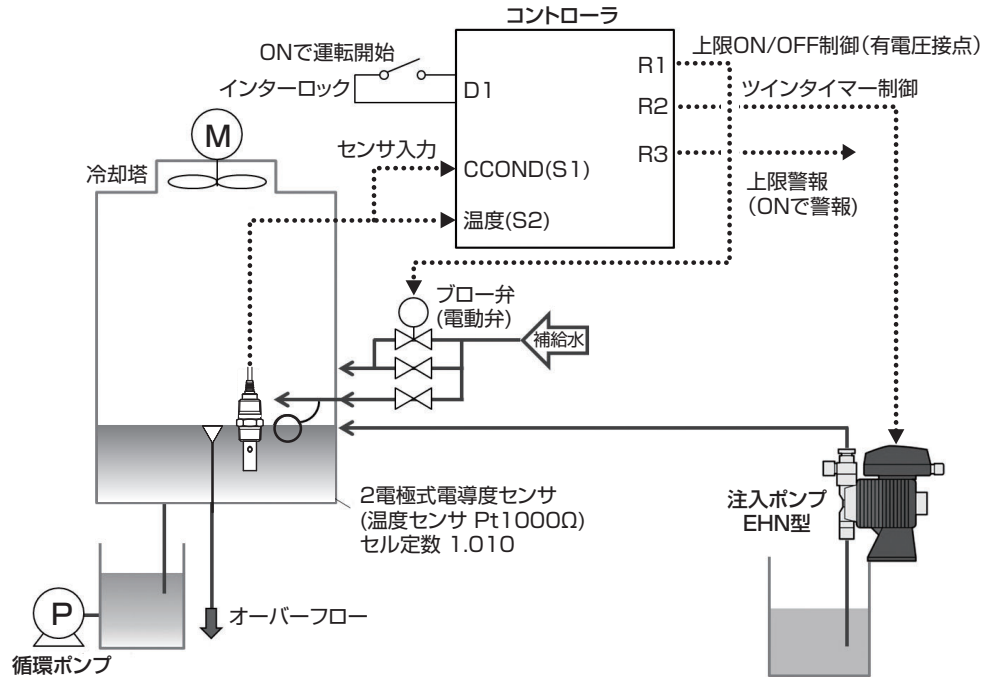 コントローラ
ONで運転開始
インターロック
D1
R1
上限ON/OFF制御(有電圧接点)
R2
ツインタイマー制御
R3
上限警報
(ONで警報)
M
冷却塔
センサ入力
CCOND(S1)
温度(S2)
ブロー弁
(電動弁)
補給水
2電極式電導度センサ
(温度センサ Pt1000Ω)
セル定数 1.010
注入ポンプ
EHN型
P
循環ポンプ
オーバーフロー